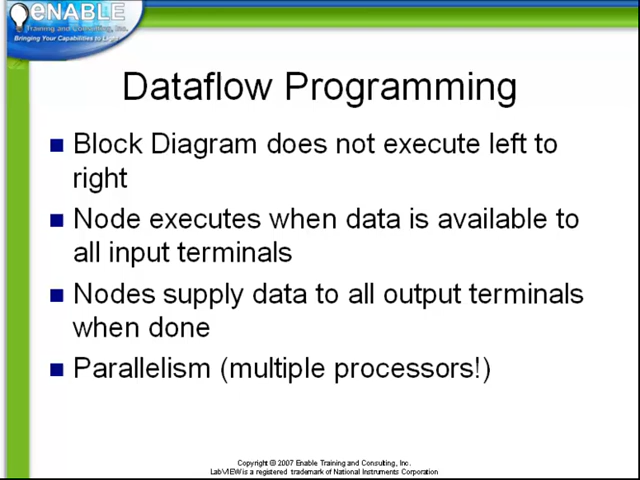 eNABLE
Training and Consulting, Inc.
Bringing Your Capabilities to Light
Dataflow Programming
Block Diagram does not execute left to
right
Node executes when data is available to
all input terminals
Nodes supply data to all output terminals
when done
Parallelism (multiple processors!)
Copyright © 2007 Enable Training and Consulting, Inc.
LabVIEW is a registered trademark of National Instruments Corporation